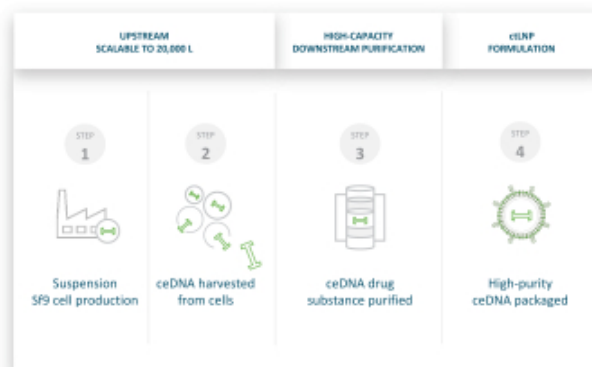 UPSTREAM
SCALABLE TO 20,000 L
HIGH-CAPACITY
DOWNSTREAM PURIFICATION
ctLNP
FORMULATION
STEP
1
STEP
2
STEP
3
STEP
4
Suspension
Sf9 cell production
ceDNA harvested
from cells
ceDNA drug
substance purified
High-purity
ceDNA packaged